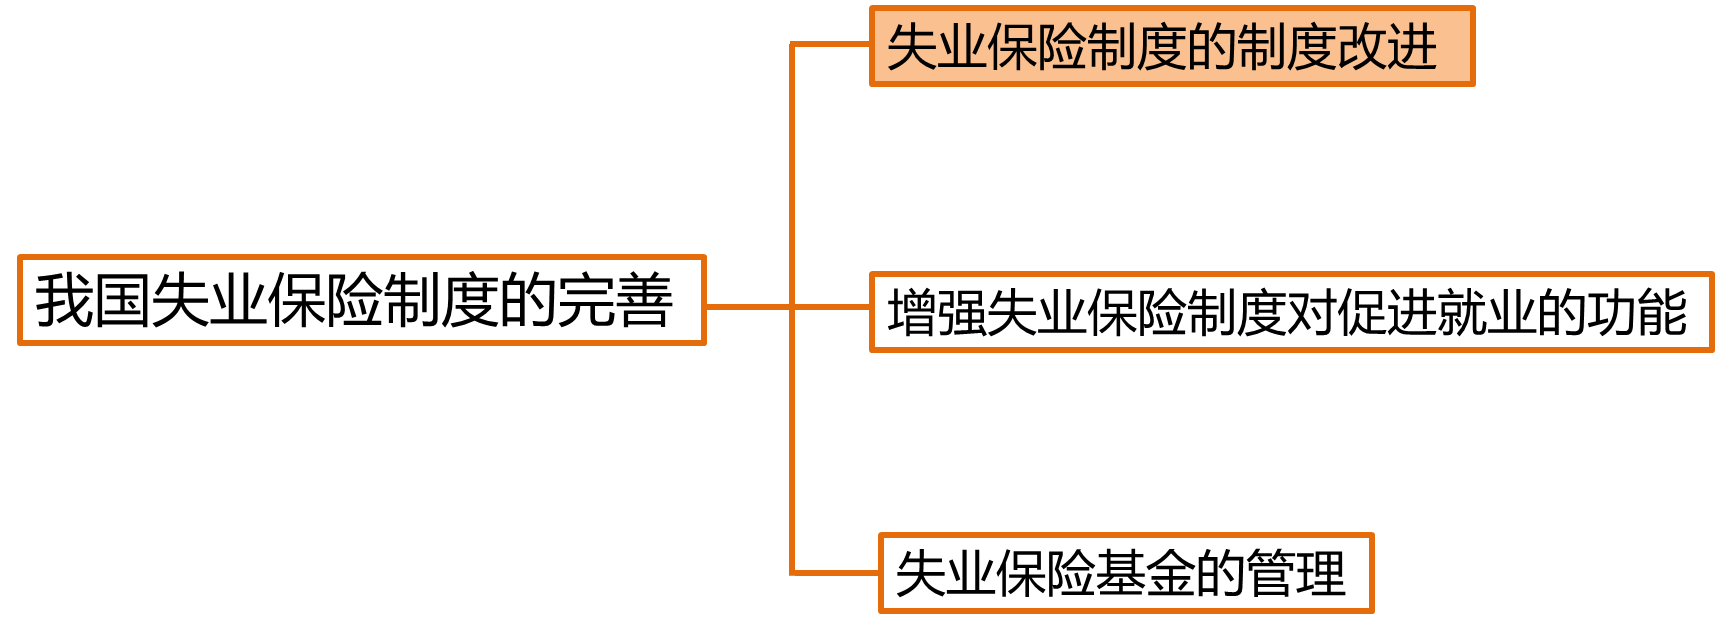 失业保险制度的制度改进
我国失业保险制度的完善
增强失业保险制度对促进就业的功能
失业保险基金的管理